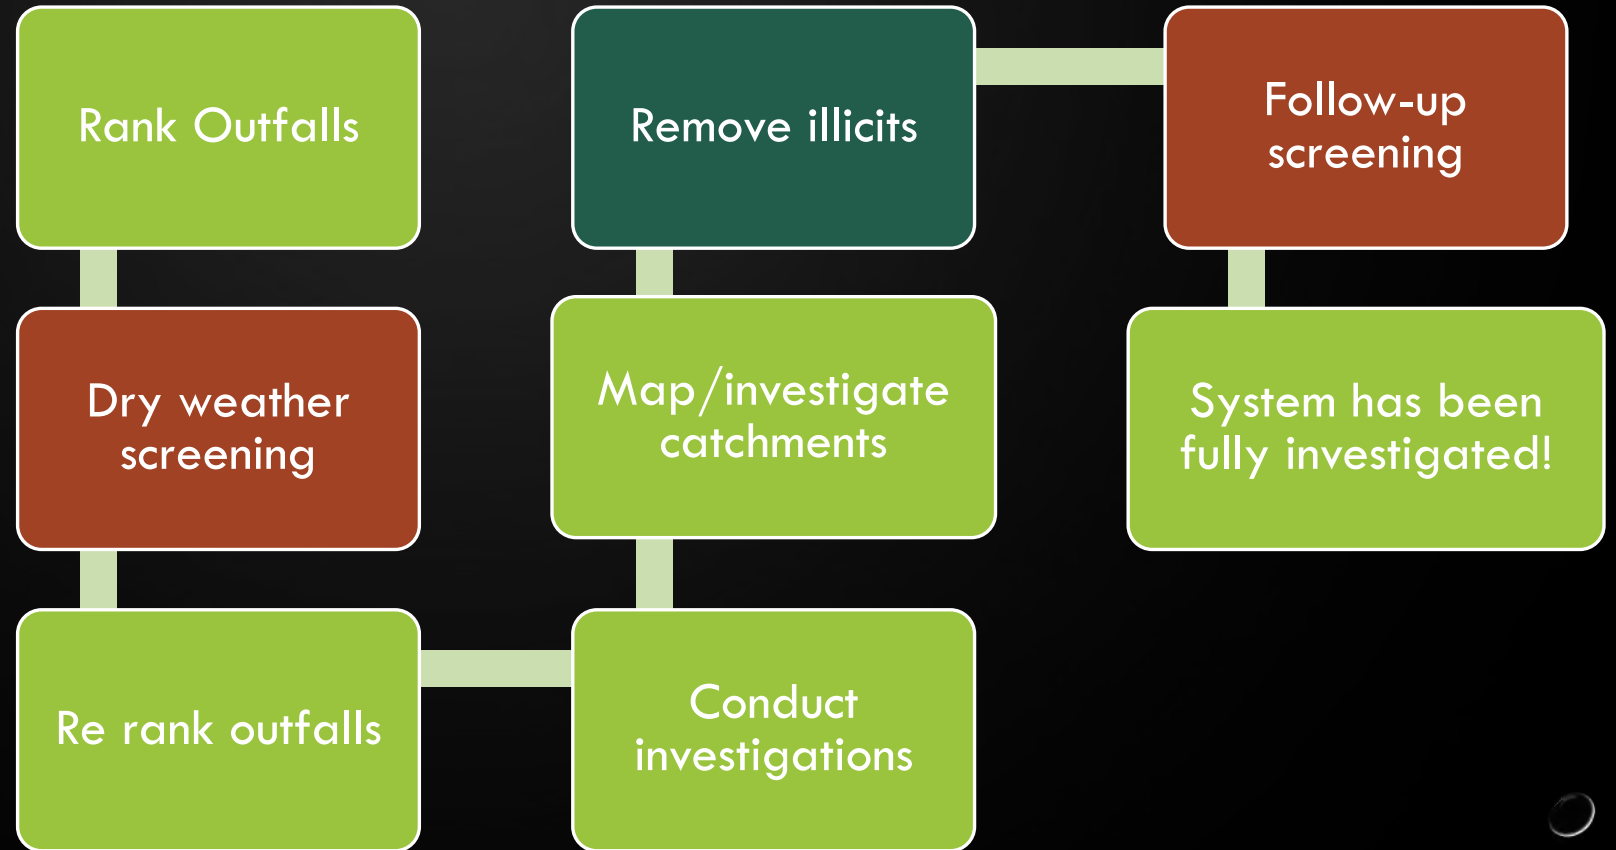 Rank Outfalls
Dry weather
screening
Re rank outfalls
Conduct
investigations
Map/investigate
catchments
Remove illicits
Follow-up
screening
System has been
fully investigated!